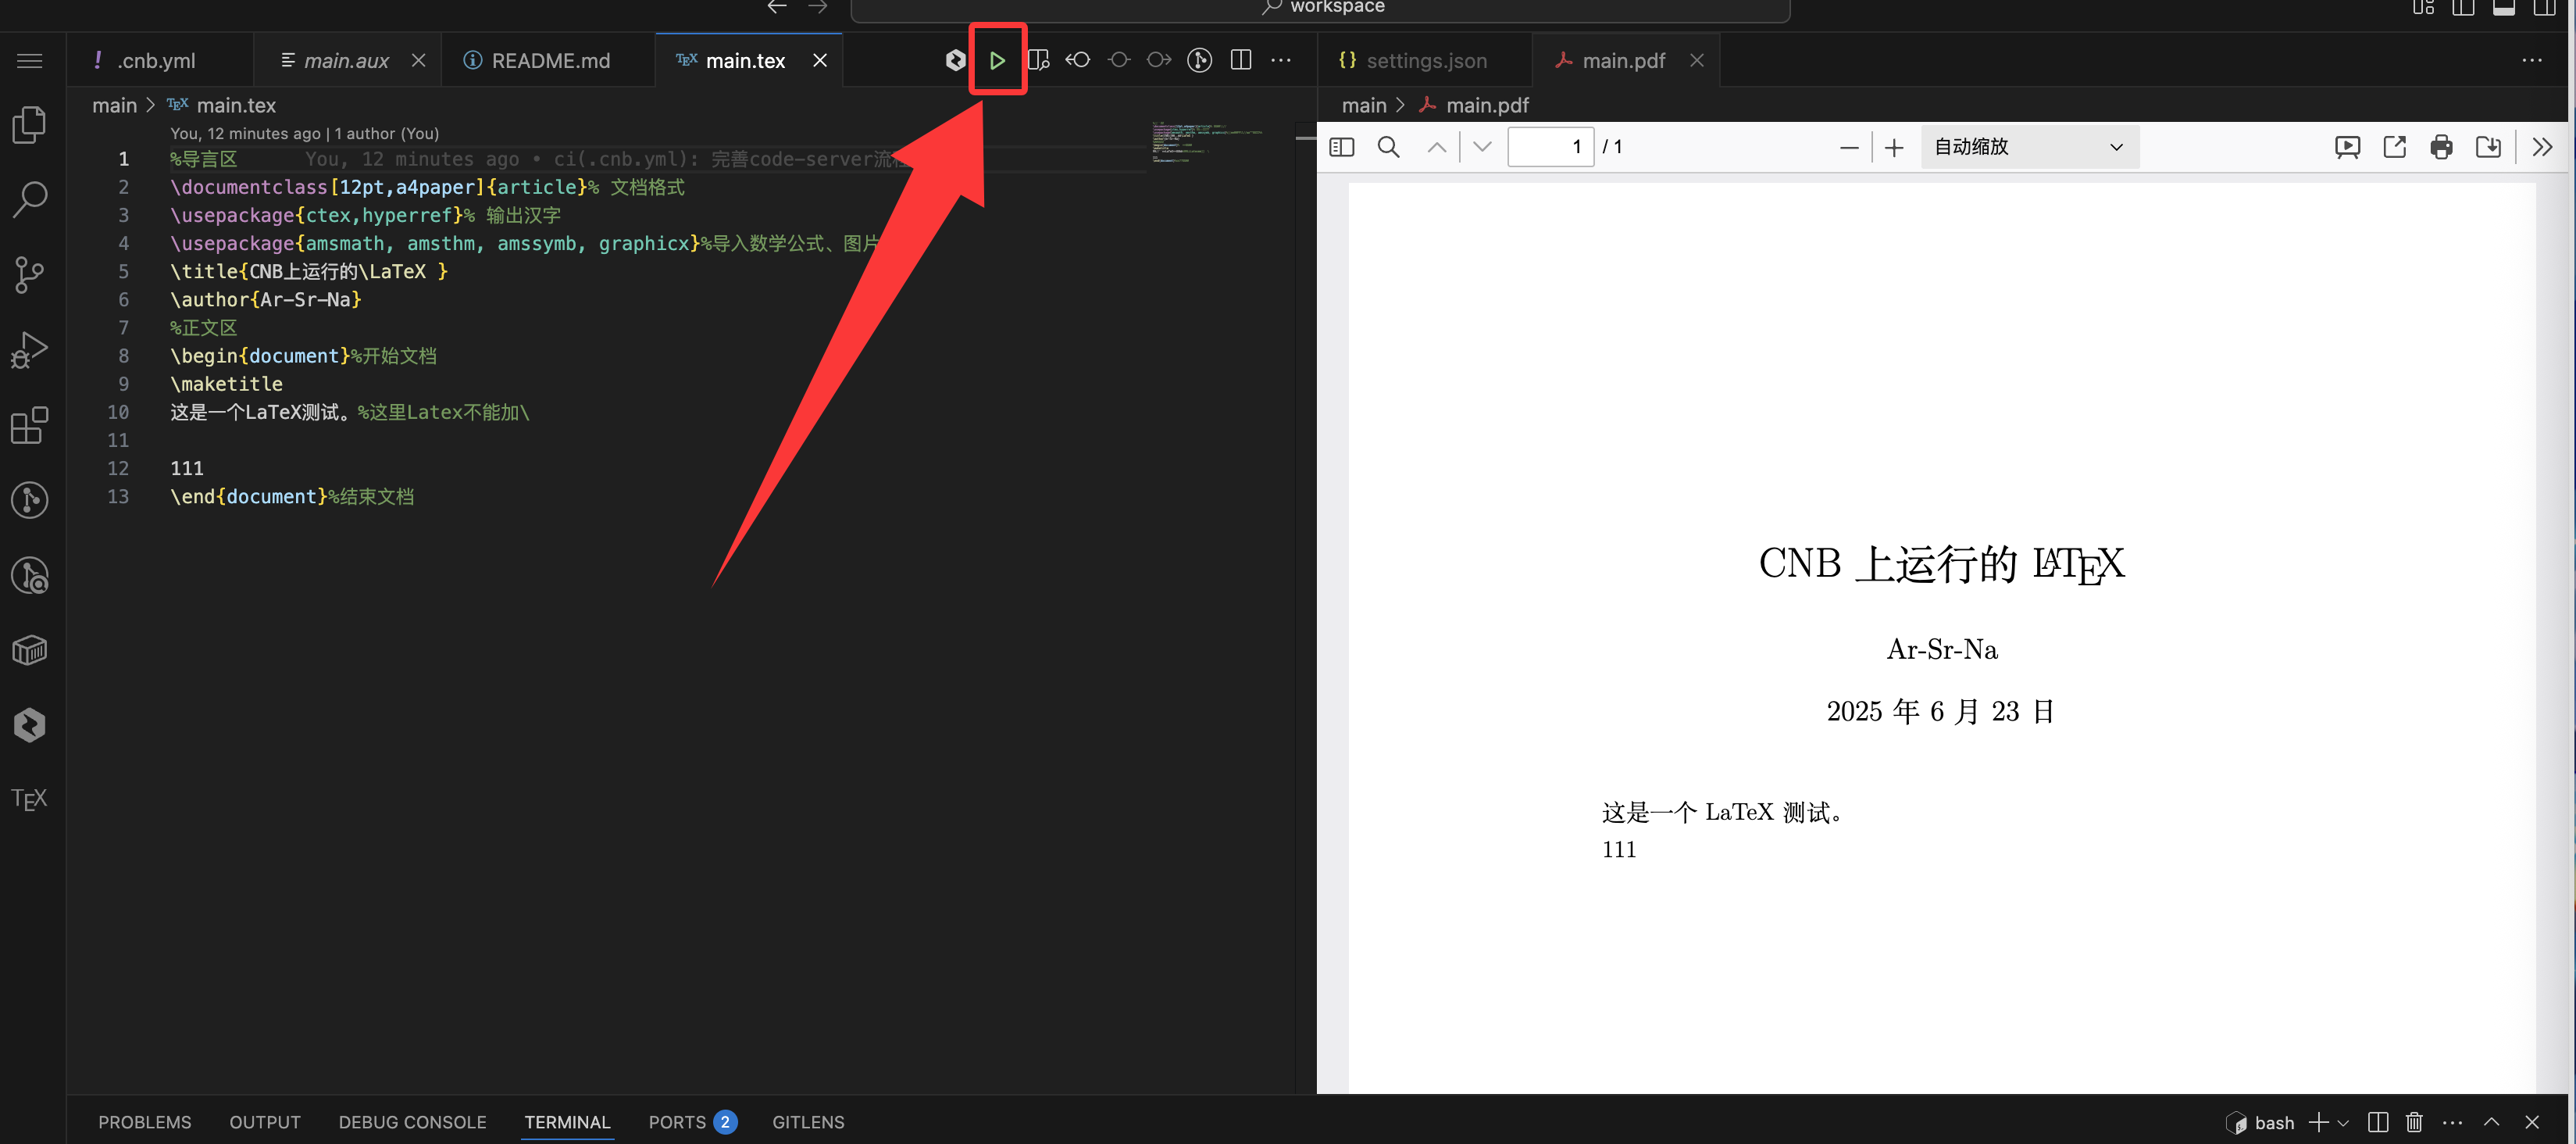 workspace
.cnb.yml
main.aux
README.md
TEX main.tex
settings.json
main.pdf
main > TEX main.tex
main > main.pdf
You, 12 minutes ago | 1 author (You)
1 %导言区 You, 12 minutes ago • ci(.cnb.yml): 完善code-server流程
2 \documentclass[12pt,a4paper]{article}% 文档格式
3 \usepackage{ctex,hyperref}% 输出汉字
4 \usepackage{amsmath, amsthm, amssymb, graphicx}%导入数学公式、图片
5 \title{CNB上运行的\LaTeX }
6 \author{Ar-Sr-Na}
7 %正文区
8 \begin{document}%开始文档
9 \maketitle
10 这是一个LaTeX测试。%这里Latex不能加\
11
12 111
13 \end{document}%结束文档
TEX
1 / 1
自动缩放
CNB 上运行的 LATEX
Ar-Sr-Na
2025 年 6 月 23 日
这是一个 LaTeX 测试。
111
PROBLEMS
OUTPUT
DEBUG CONSOLE
TERMINAL
PORTS 2
GITLENS
bash